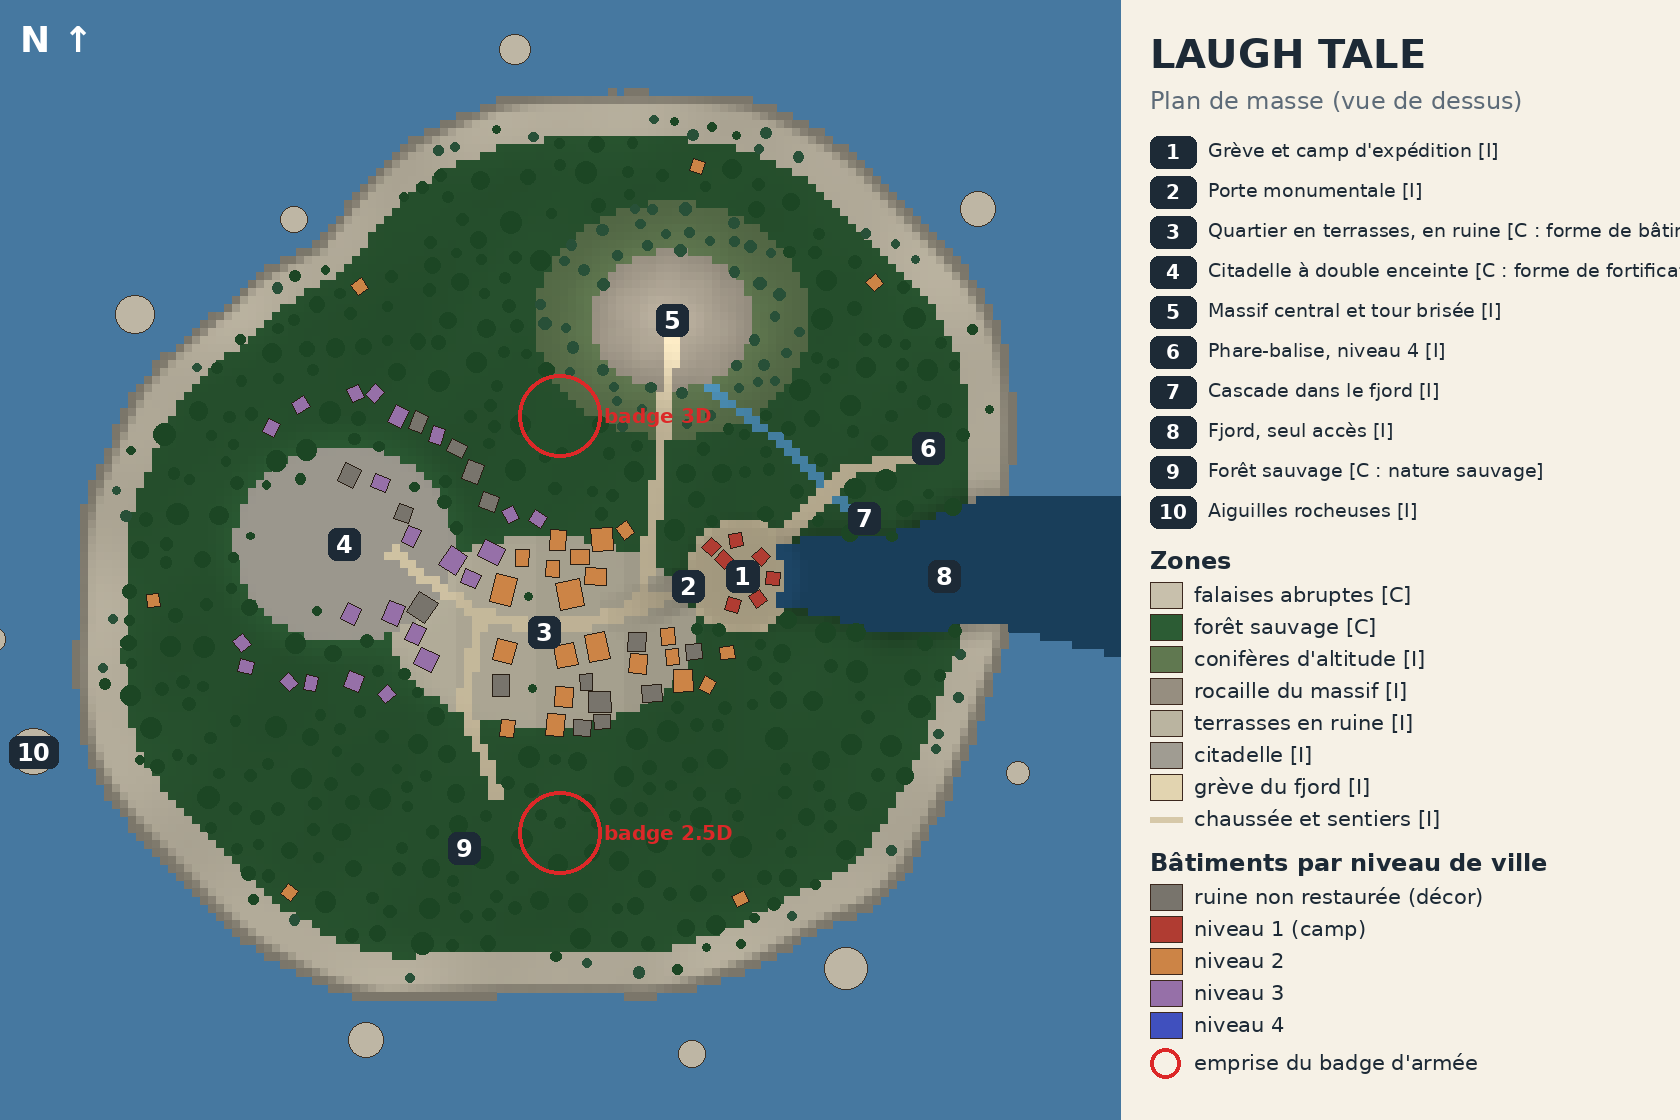 N ↑
5
badge 3D
6
7
4
2
1
8
3
10
9
badge 2.5D
LAUGH TALE
Plan de masse (vue de dessus)
1 Grève et camp d'expédition [I]
2 Porte monumentale [I]
3 Quartier en terrasses, en ruine [C : forme de bâtir
4 Citadelle à double enceinte [C : forme de fortifica
5 Massif central et tour brisée [I]
6 Phare-balise, niveau 4 [I]
7 Cascade dans le fjord [I]
8 Fjord, seul accès [I]
9 Forêt sauvage [C : nature sauvage]
10 Aiguilles rocheuses [I]
Zones
falaises abruptes [C]
forêt sauvage [C]
conifères d'altitude [I]
rocaille du massif [I]
terrasses en ruine [I]
citadelle [I]
grève du fjord [I]
chaussée et sentiers [I]
Bâtiments par niveau de ville
ruine non restaurée (décor)
niveau 1 (camp)
niveau 2
niveau 3
niveau 4
emprise du badge d'armée